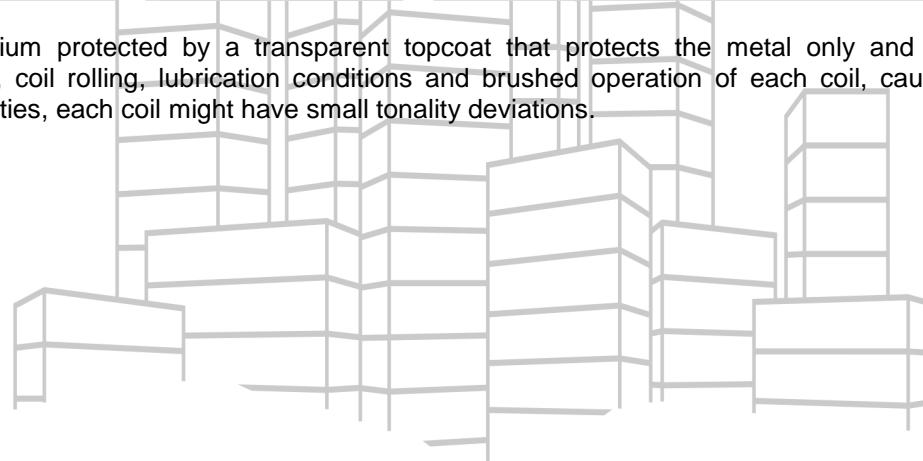 ium protected by a transparent topcoat that protects the metal only and
, coil rolling, lubrication conditions and brushed operation of each coil, cau
ties, each coil might have small tonality deviations.